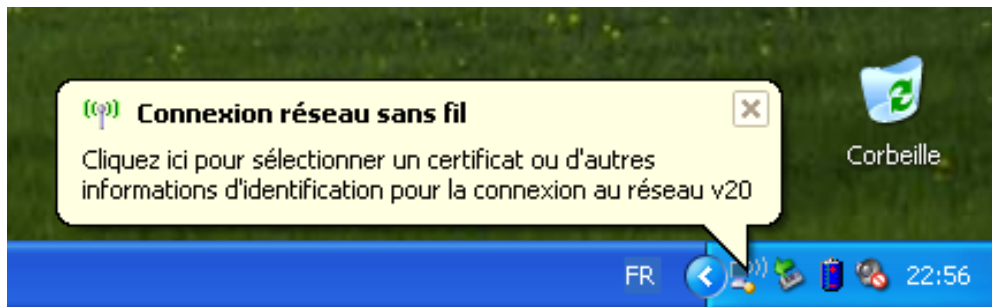 Connexion réseau sans fil
Cliquez ici pour sélectionner un certificat ou d'autres
informations d'identification pour la connexion au réseau v20
Corbeille
FR
22:56